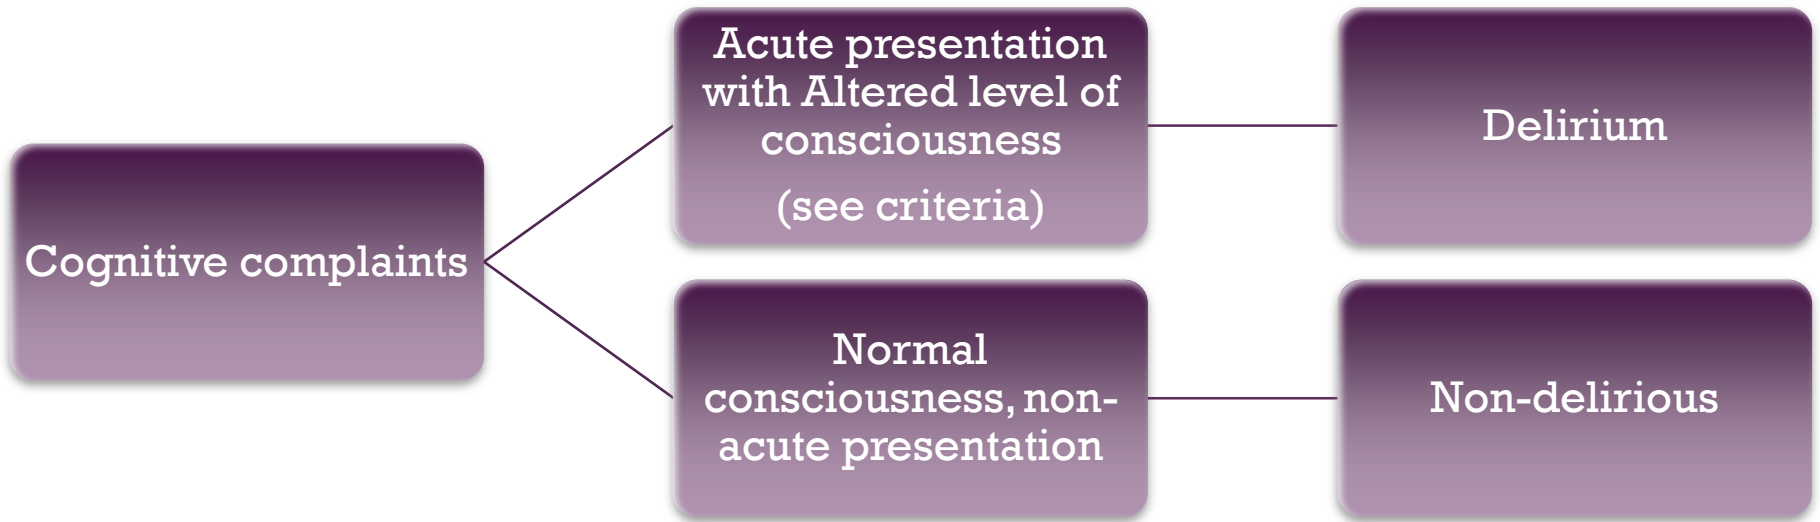 Cognitive complaints
Acute presentation
with Altered level of
consciousness
(see criteria)
Delirium
Normal
consciousness, non-
acute presentation
Non-delirious